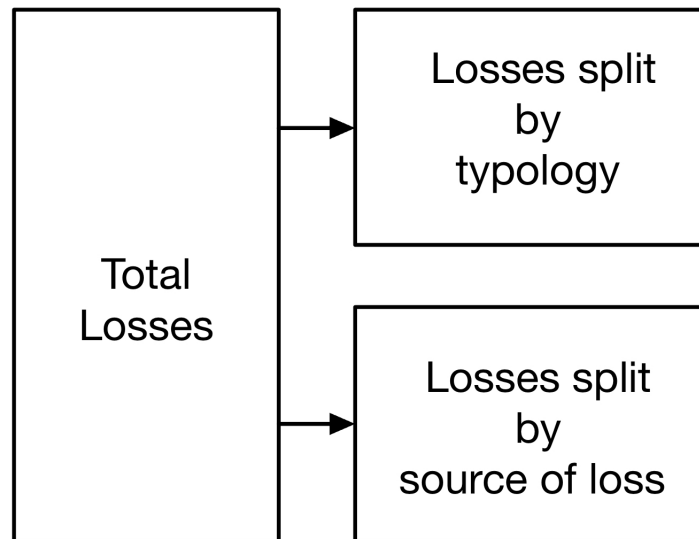 Total
Losses
Losses split
by
typology
Losses split
by
source of loss